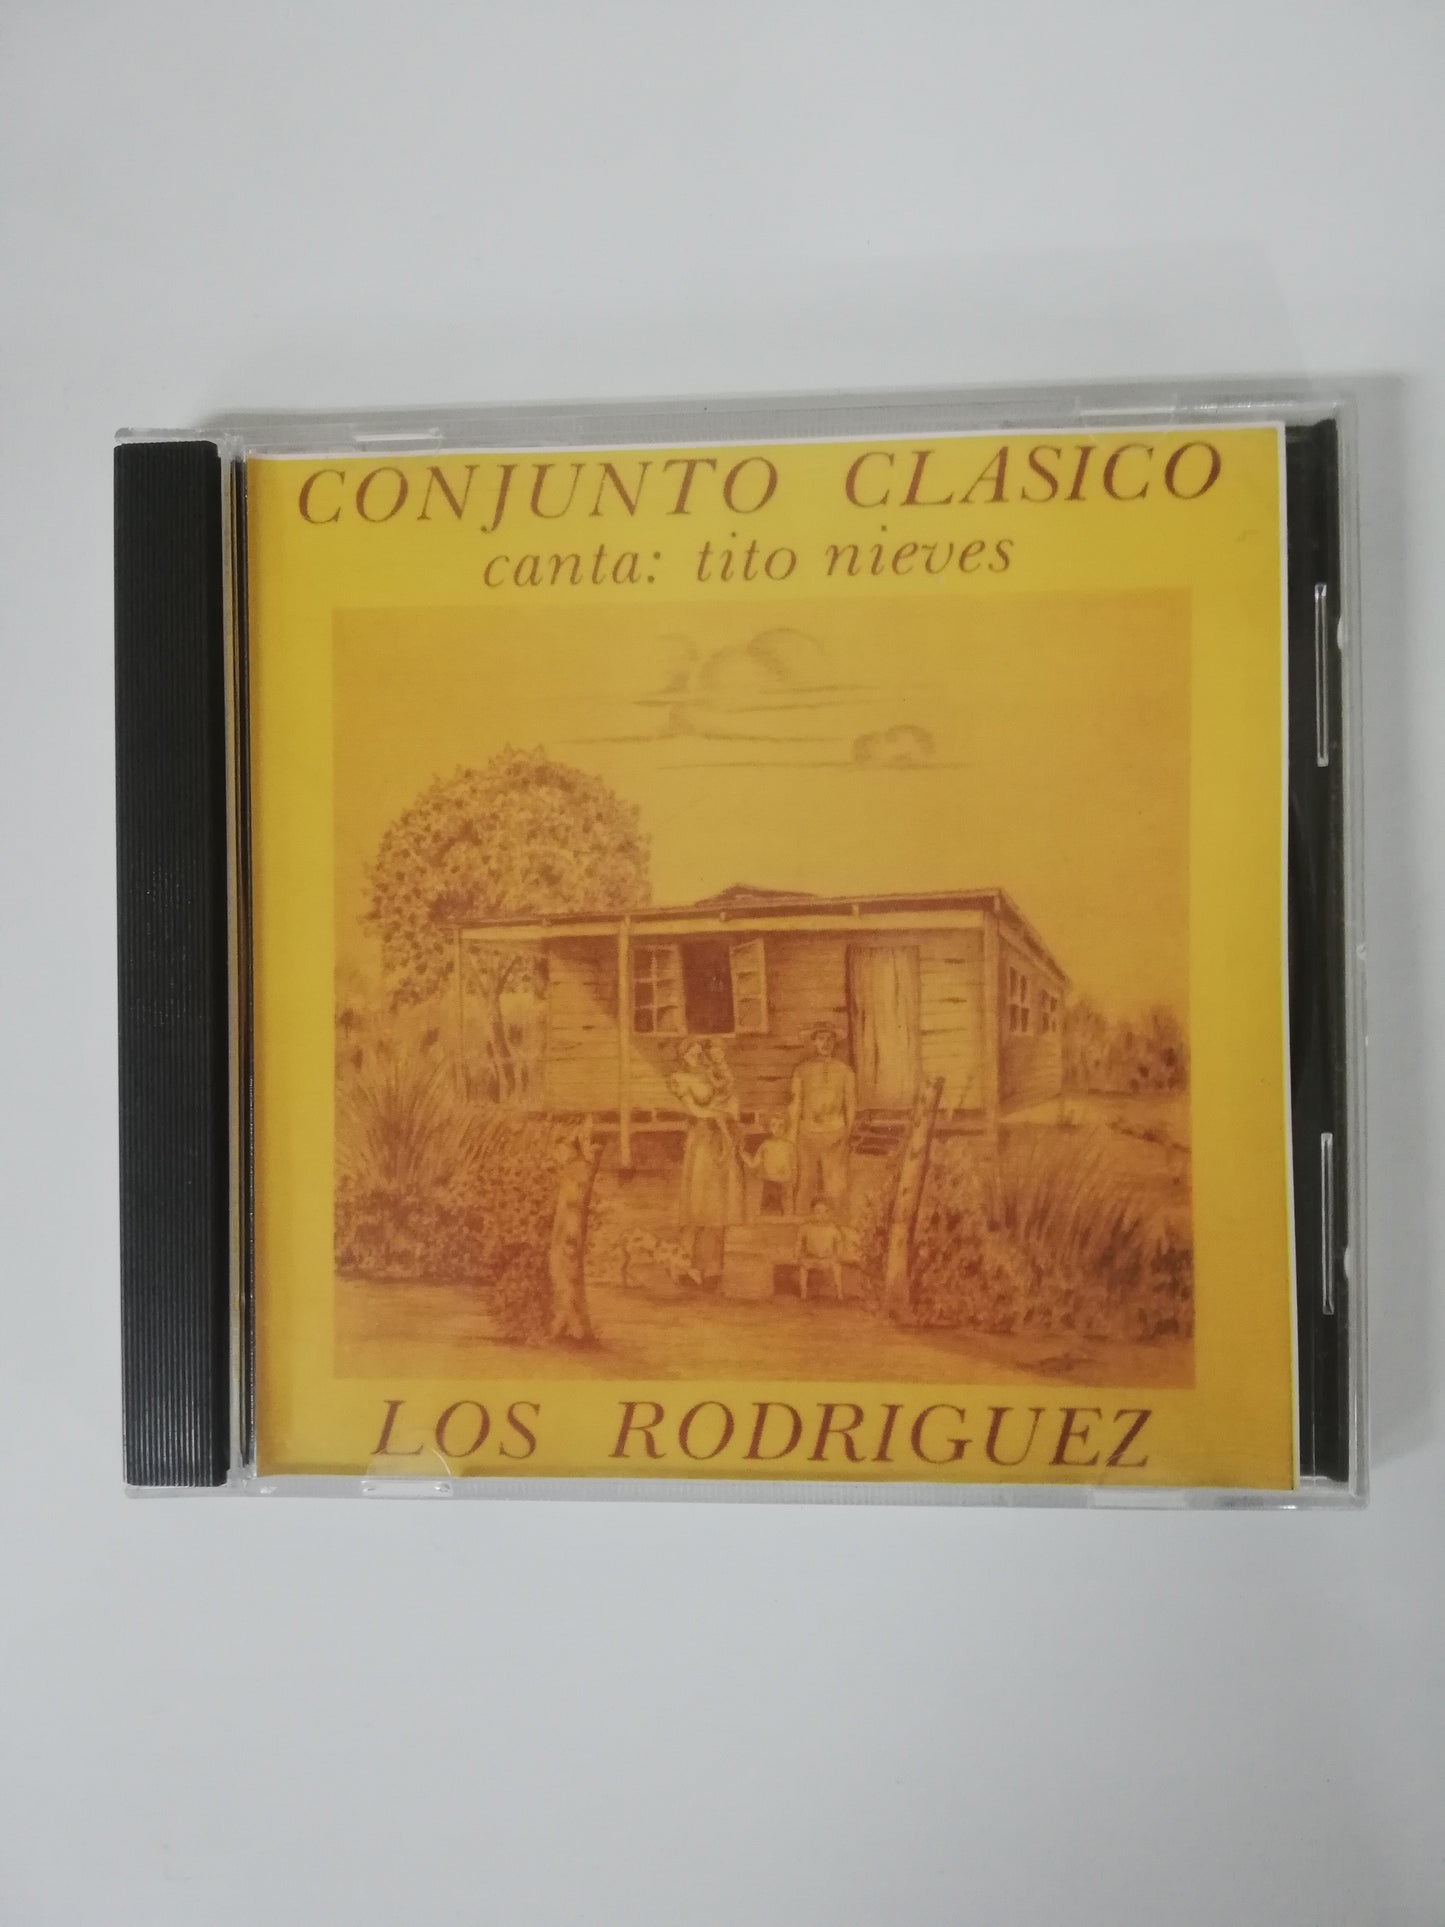 CONJUNTO CLASICO
canta: tito nieves
LOS RODRIGUEZ